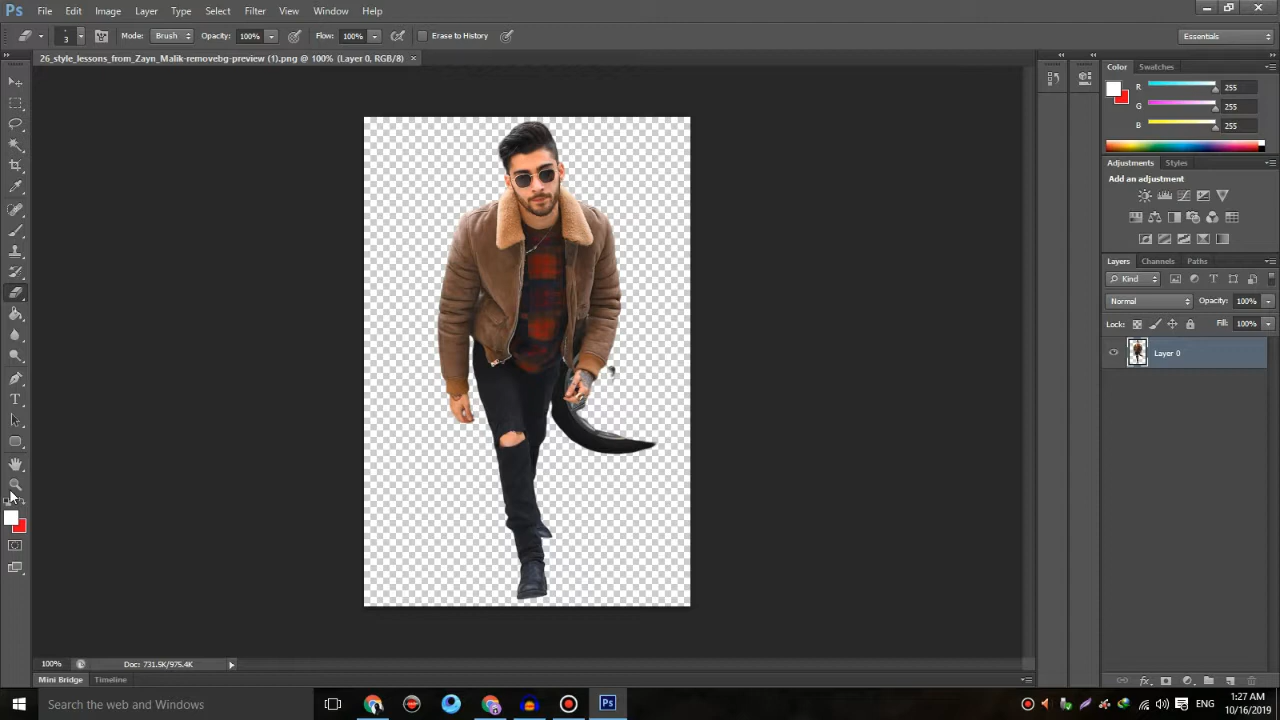 Ps File Edit Image Layer Type Select Filter View Window Help
3 Mode: Brush Opacity: 100% Flow: 100% Erase to History Essentials
26_style_lessons_from_Zayn_Malik-removebg-preview (1).png @ 100% (Layer 0, RGB/8) ×
Color Swatches
R 255
G 255
B 255
Adjustments Styles
Add an adjustment
Layers Channels Paths
Kind
Normal Opacity: 100%
Lock: Fill: 100%
Layer 0
T
100% Doc: 731.5K/975.4K
Mini Bridge Timeline
Search the web and Windows
Ps
1:27 AM
10/16/2019